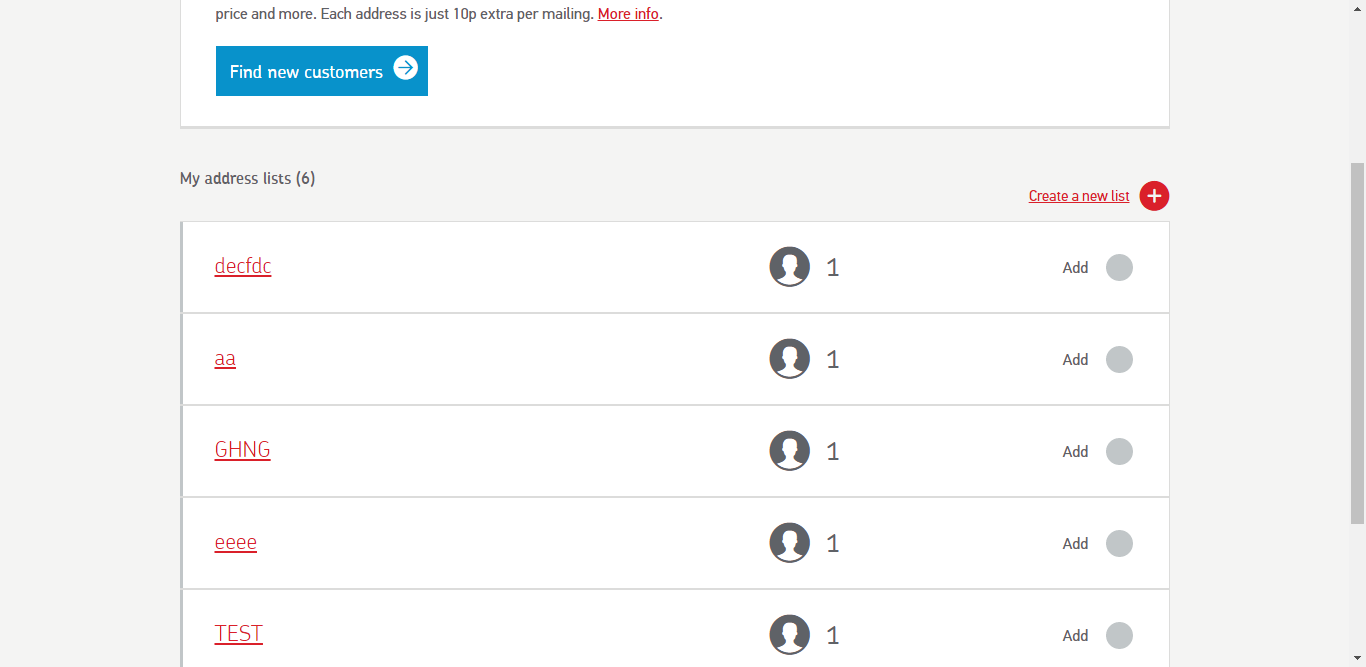 price and more. Each address is just 10p extra per mailing. More info.
Find new customers
My address lists (6)
Create a new list
decfdc 1 Add
aa 1 Add
GHNG 1 Add
eeee 1 Add
TEST 1 Add